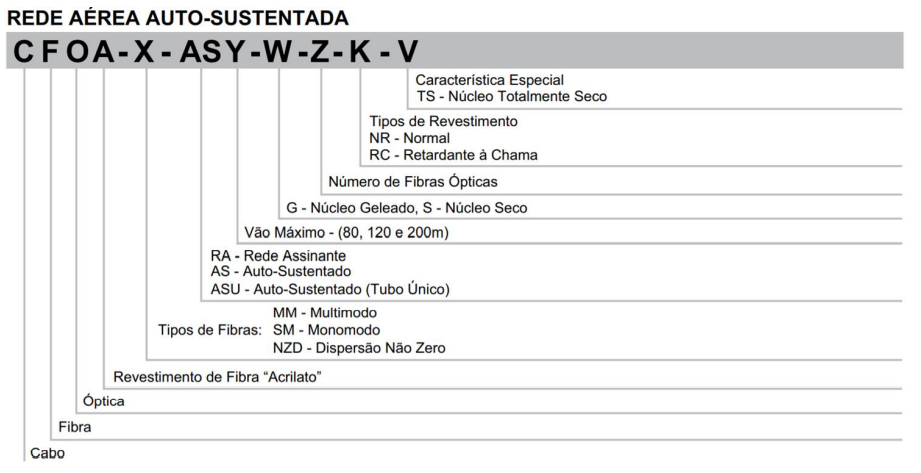 REDE AÉREA AUTO-SUSTENTADA
CFOA-X-ASY-W-Z-K-V
Característica Especial
TS - Núcleo Totalmente Seco
Tipos de Revestimento
NR - Normal
RC - Retardante à Chama
Número de Fibras Ópticas
G - Núcleo Geleado, S - Núcleo Seco
Vão Máximo - (80, 120 e 200m)
RA - Rede Assinante
AS - Auto-Sustentado
ASU - Auto-Sustentado (Tubo Único)
MM - Multimodo
Tipos de Fibras: SM - Monomodo
NZD - Dispersão Não Zero
Revestimento de Fibra “Acrilato”
Óptica
Fibra
Cabo